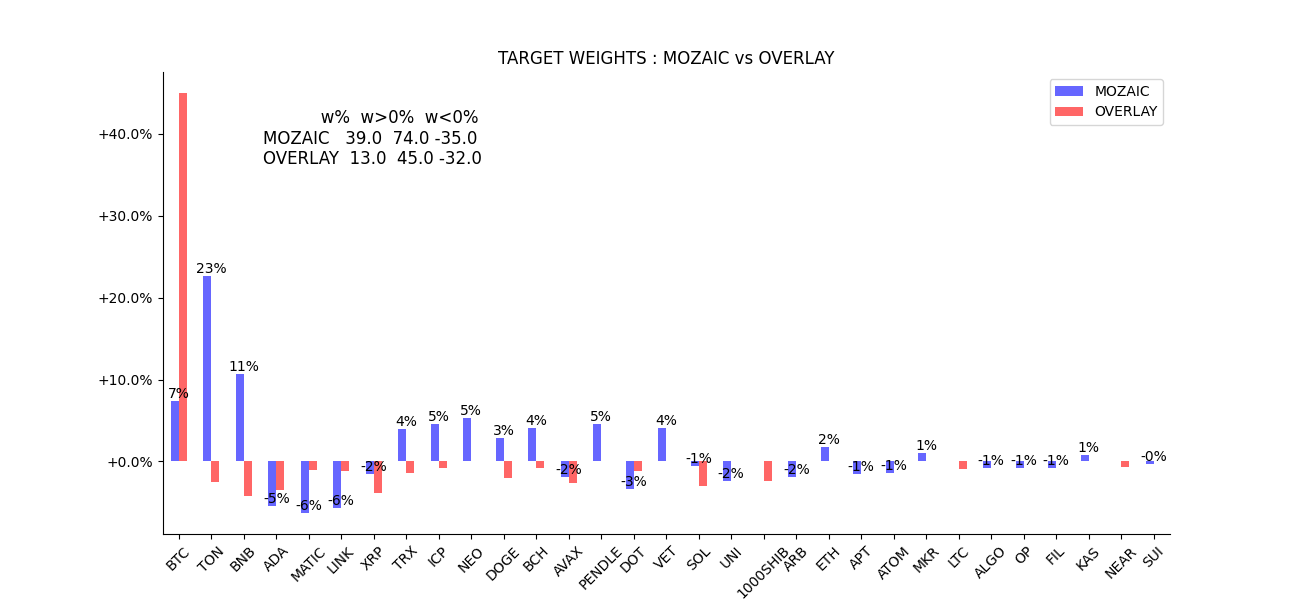 TARGET WEIGHTS : MOZAIC vs OVERLAY
MOZAIC
OVERLAY
w% w>0% w<0%
MOZAIC 39.0 74.0 -35.0
OVERLAY 13.0 45.0 -32.0
+40.0%
+30.0%
+20.0%
+10.0%
+0.0%
7%
23%
11%
-5%
-6%
-6%
-2%
4%
5%
5%
3%
4%
-2%
5%
-3%
4%
-1%
-2%
-2%
2%
-1%
-1%
1%
-1%
-1%
-1%
1%
-0%
BTC
TON
BNB
ADA
MATIC
LINK
XRP
TRX
ICP
NEO
DOGE
BCH
AVAX
PENDLE
DOT
VET
SOL
UNI
1000SHIB
ARB
ETH
APT
ATOM
MKR
LTC
ALGO
OP
FIL
KAS
NEAR
SUI